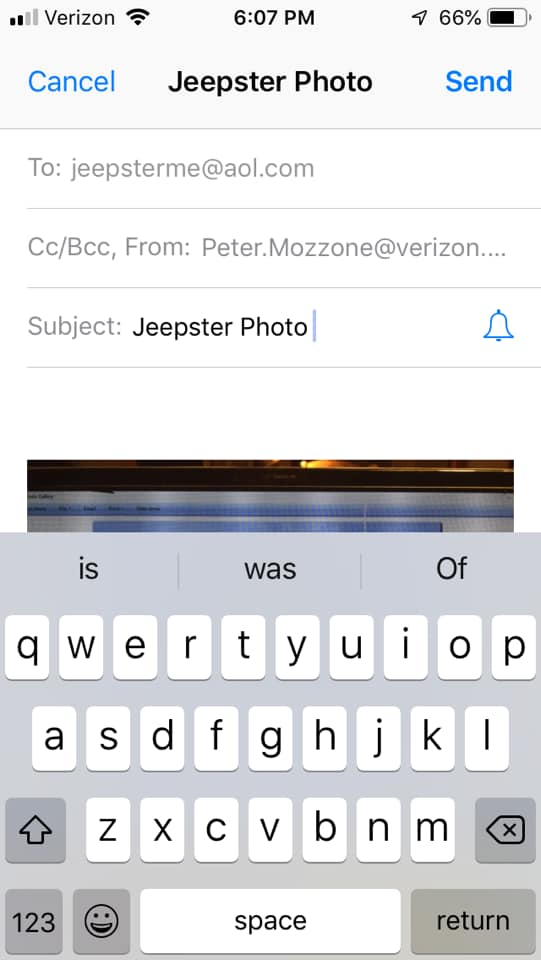 Verizon 6:07 PM 66%
Cancel Jeepster Photo Send
To: jeepsterme@aol.com
Cc/Bcc, From: Peter.Mozzone@verizon....
Subject: Jeepster Photo
is was Of
q w e r t y u i o p
a s d f g h j k l
z x c v b n m
123 space return